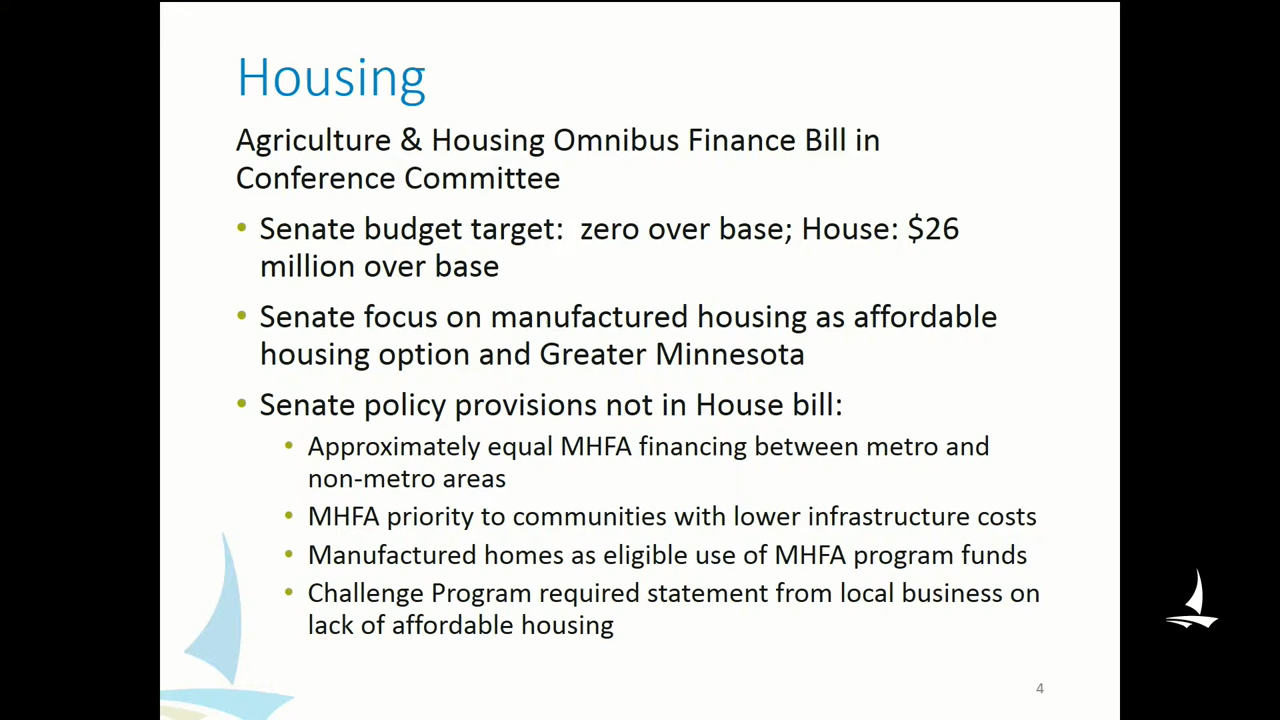 Housing
Agriculture & Housing Omnibus Finance Bill in
Conference Committee
• Senate budget target:  zero over base; House: $26
million over base
• Senate focus on manufactured housing as affordable
housing option and Greater Minnesota
• Senate policy provisions not in House bill:
• Approximately equal MHFA financing between metro and
non-metro areas
• MHFA priority to communities with lower infrastructure costs
• Manufactured homes as eligible use of MHFA program funds
• Challenge Program required statement from local business on
lack of affordable housing
4